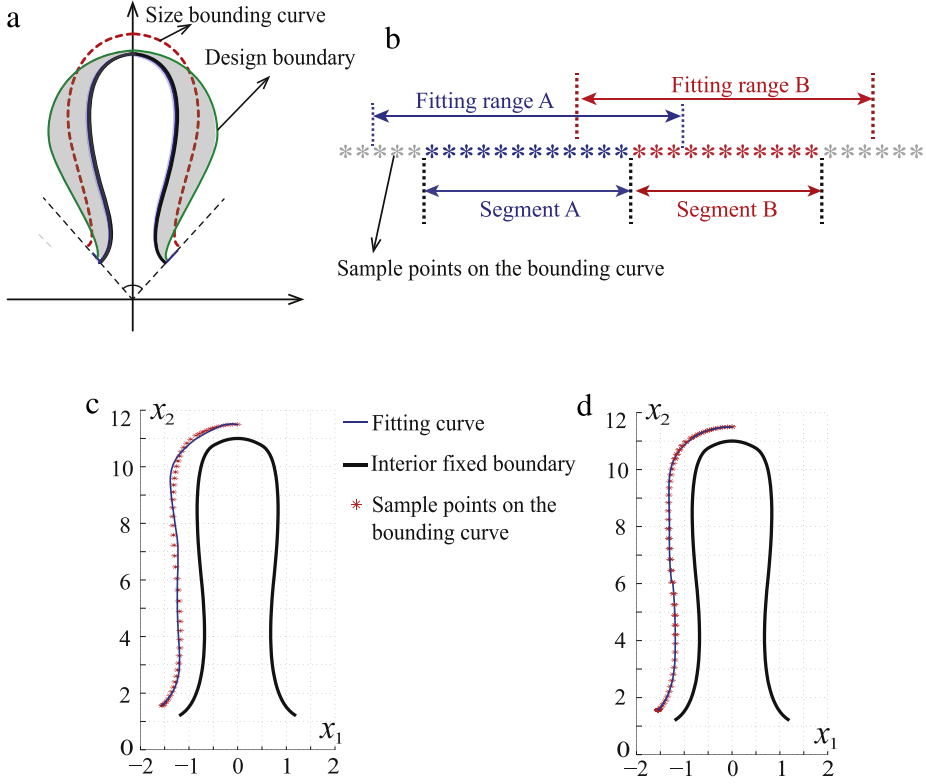 a
Size bounding curve
Design boundary
b
Fitting range A
Fitting range B
Segment A
Segment B
Sample points on the bounding curve
c
x2
12
10
8
6
4
2
0
−2
−1
0
1
2
x1
Fitting curve
Interior fixed boundary
Sample points on the
bounding curve
d
x2
12
10
8
6
4
2
0
−2
−1
0
1
2
x1